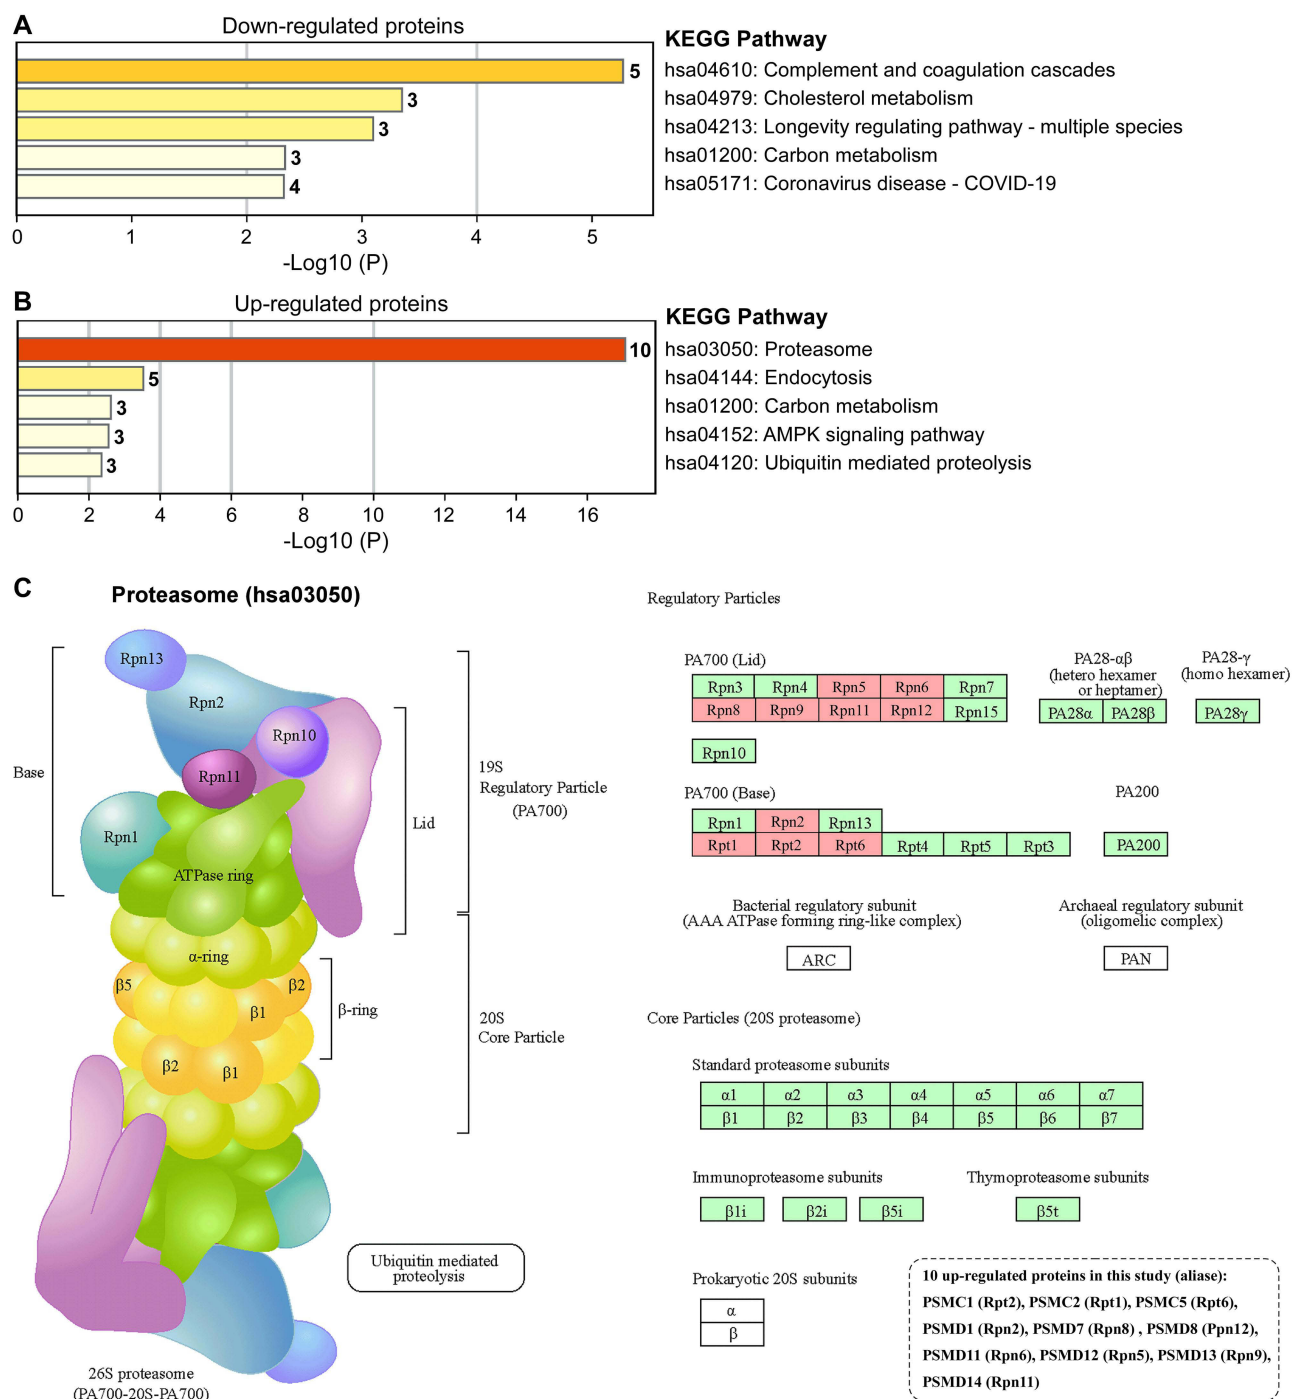 A
Down-regulated proteins
KEGG Pathway
5
hsa04610: Complement and coagulation cascades
3
hsa04979: Cholesterol metabolism
3
hsa04213: Longevity regulating pathway - multiple species
3
hsa01200: Carbon metabolism
4
hsa05171: Coronavirus disease - COVID-19
0 1 2 3 4 5
-Log10 (P)
B
Up-regulated proteins
KEGG Pathway
10
hsa03050: Proteasome
5
hsa04144: Endocytosis
3
hsa01200: Carbon metabolism
3
hsa04152: AMPK signaling pathway
3
hsa04120: Ubiquitin mediated proteolysis
0 2 4 6 8 10 12 14 16
-Log10 (P)
C
Proteasome (hsa03050)
Rpn13
Rpn2
Rpn10
Rpn11
Rpn1
Base
Lid
19S
Regulatory Particle
(PA700)
ATPase ring
α-ring
β5
β2
β1
β-ring
β2
β1
20S
Core Particle
Ubiquitin mediated
proteolysis
26S proteasome
(PA700-20S-PA700)
Regulatory Particles
PA700 (Lid)
Rpn3 Rpn4 Rpn5 Rpn6 Rpn7
Rpn8 Rpn9 Rpn11 Rpn12 Rpn15
Rpn10
PA28-αβ
(hetero hexamer
or heptamer)
PA28α PA28β
PA28-γ
(homo hexamer)
PA28γ
PA700 (Base)
Rpn1 Rpn2 Rpn13
Rpt1 Rpt2 Rpt6 Rpt4 Rpt5 Rpt3
PA200
PA200
Bacterial regulatory subunit
(AAA ATPase forming ring-like complex)
ARC
Archaeal regulatory subunit
(oligomelic complex)
PAN
Core Particles (20S proteasome)
Standard proteasome subunits
α1 α2 α3 α4 α5 α6 α7
β1 β2 β3 β4 β5 β6 β7
Immunoproteasome subunits
β1i β2i β5i
Thymoproteasome subunits
β5t
Prokaryotic 20S subunits
α
β
10 up-regulated proteins in this study (aliase):
PSMC1 (Rpt2), PSMC2 (Rpt1), PSMC5 (Rpt6),
PSMD1 (Rpn2), PSMD7 (Rpn8) , PSMD8 (Ppn12),
PSMD11 (Rpn6), PSMD12 (Rpn5), PSMD13 (Rpn9),
PSMD14 (Rpn11)